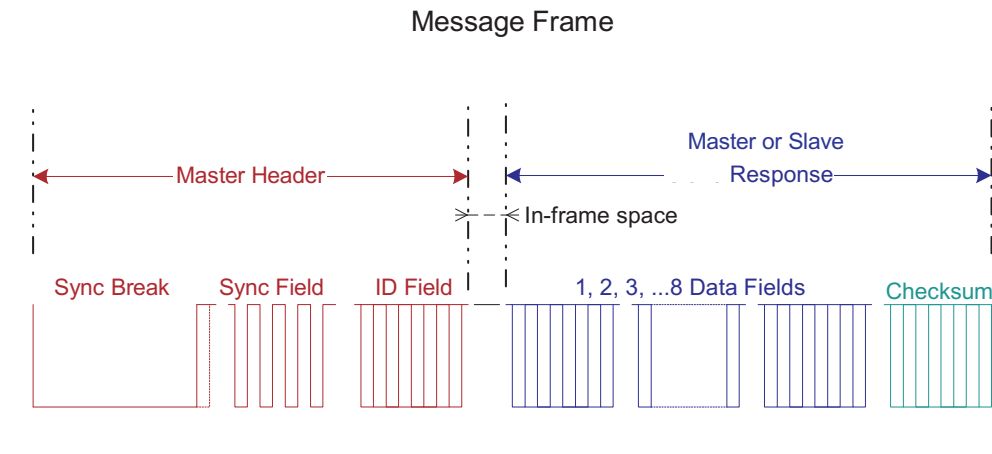 Message Frame
Master or Slave
Master Header
Response
In-frame space
Sync Break
Sync Field
ID Field
1, 2, 3, ...8 Data Fields
Checksum